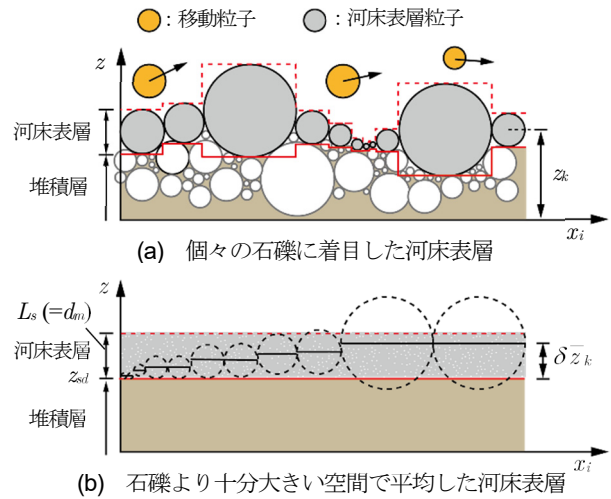 ：移動粒子 ：河床表層粒子
z
河床表層
堆積層
z_k
x_i
(a) 個々の石礫に着目した河床表層
z
L_s (=d_m)
河床表層
z_sd
δz̄_k
堆積層
x_i
(b) 石礫より十分大きい空間で平均した河床表層